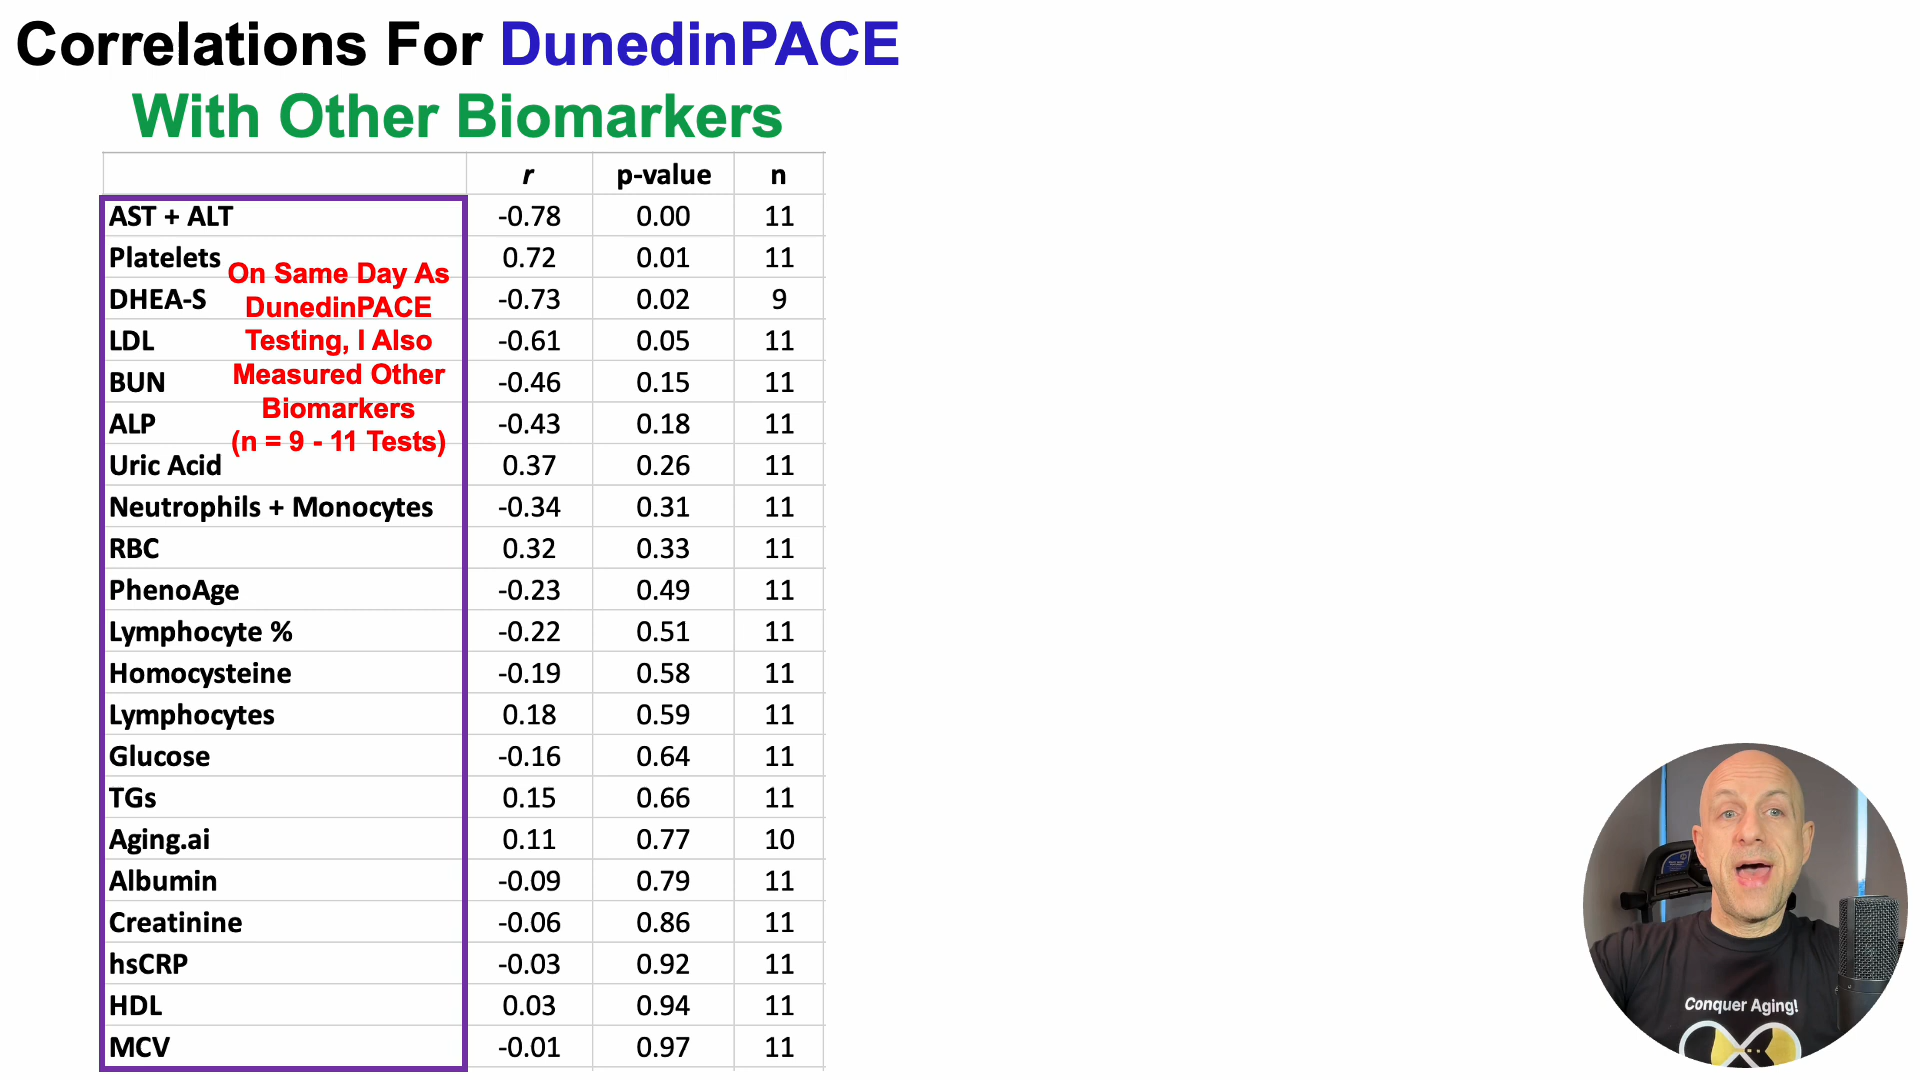 Correlations For DunedinPACE
With Other Biomarkers
r p-value n
AST + ALT -0.78 0.00 11
Platelets 0.72 0.01 11
DHEA-S -0.73 0.02 9
LDL -0.61 0.05 11
BUN -0.46 0.15 11
ALP -0.43 0.18 11
Uric Acid 0.37 0.26 11
Neutrophils + Monocytes -0.34 0.31 11
RBC 0.32 0.33 11
PhenoAge -0.23 0.49 11
Lymphocyte % -0.22 0.51 11
Homocysteine -0.19 0.58 11
Lymphocytes 0.18 0.59 11
Glucose -0.16 0.64 11
TGs 0.15 0.66 11
Aging.ai 0.11 0.77 10
Albumin -0.09 0.79 11
Creatinine -0.06 0.86 11
hsCRP -0.03 0.92 11
HDL 0.03 0.94 11
MCV -0.01 0.97 11
On Same Day As
DunedinPACE
Testing, I Also
Measured Other
Biomarkers
(n = 9 - 11 Tests)
Conquer Aging!